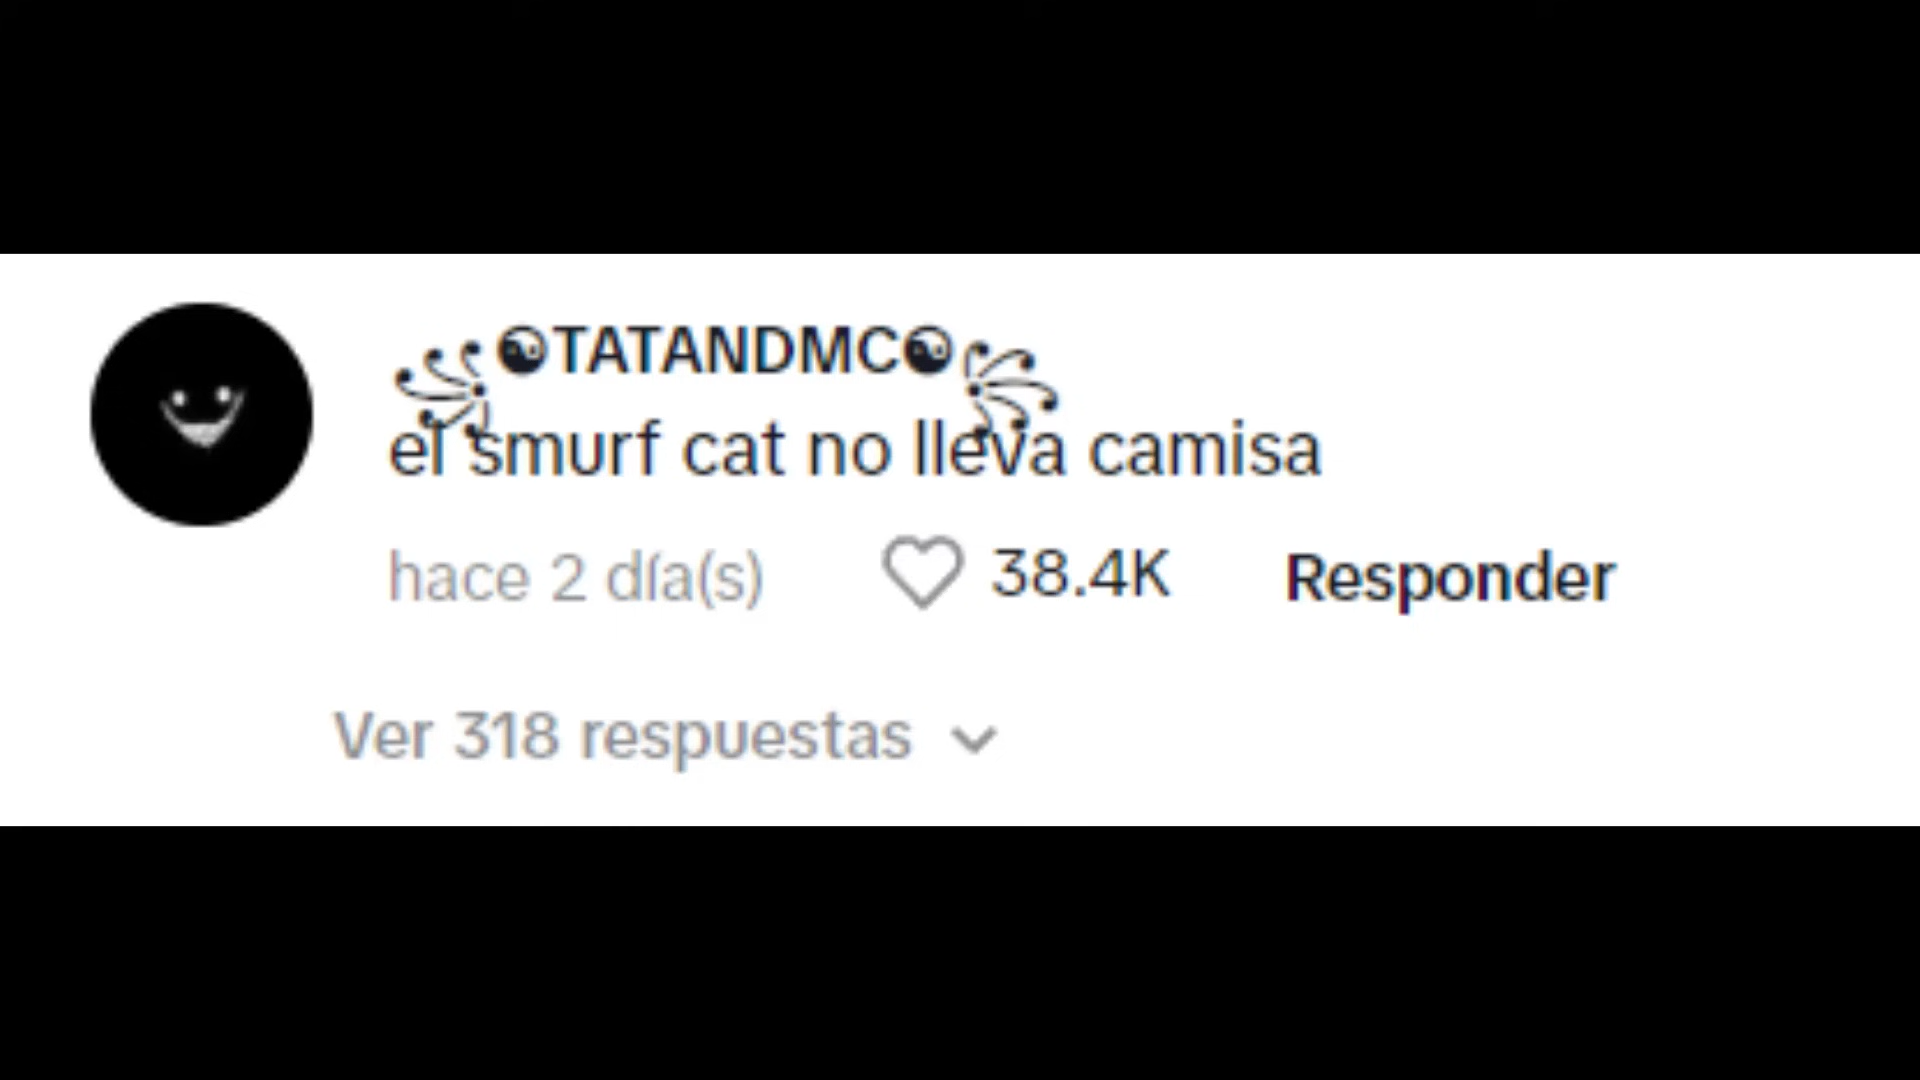 ꧁☯TATANDMC☯꧂
el smurf cat no lleva camisa
hace 2 día(s) 38.4K Responder
Ver 318 respuestas